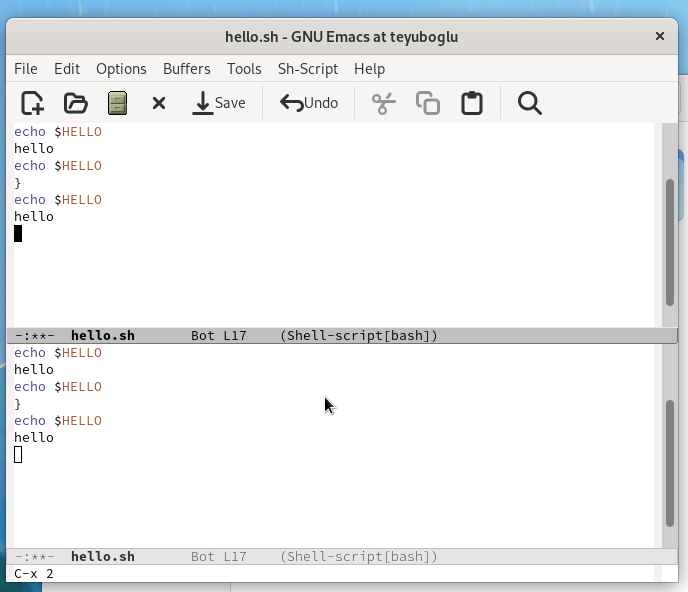 hello.sh - GNU Emacs at teyuboglu
File Edit Options Buffers Tools Sh-Script Help
Save Undo
echo $HELLO
hello
echo $HELLO
}
echo $HELLO
hello
-:**- hello.sh Bot L17 (Shell-script[bash])
echo $HELLO
hello
echo $HELLO
}
echo $HELLO
hello
-:**- hello.sh Bot L17 (Shell-script[bash])
C-x 2